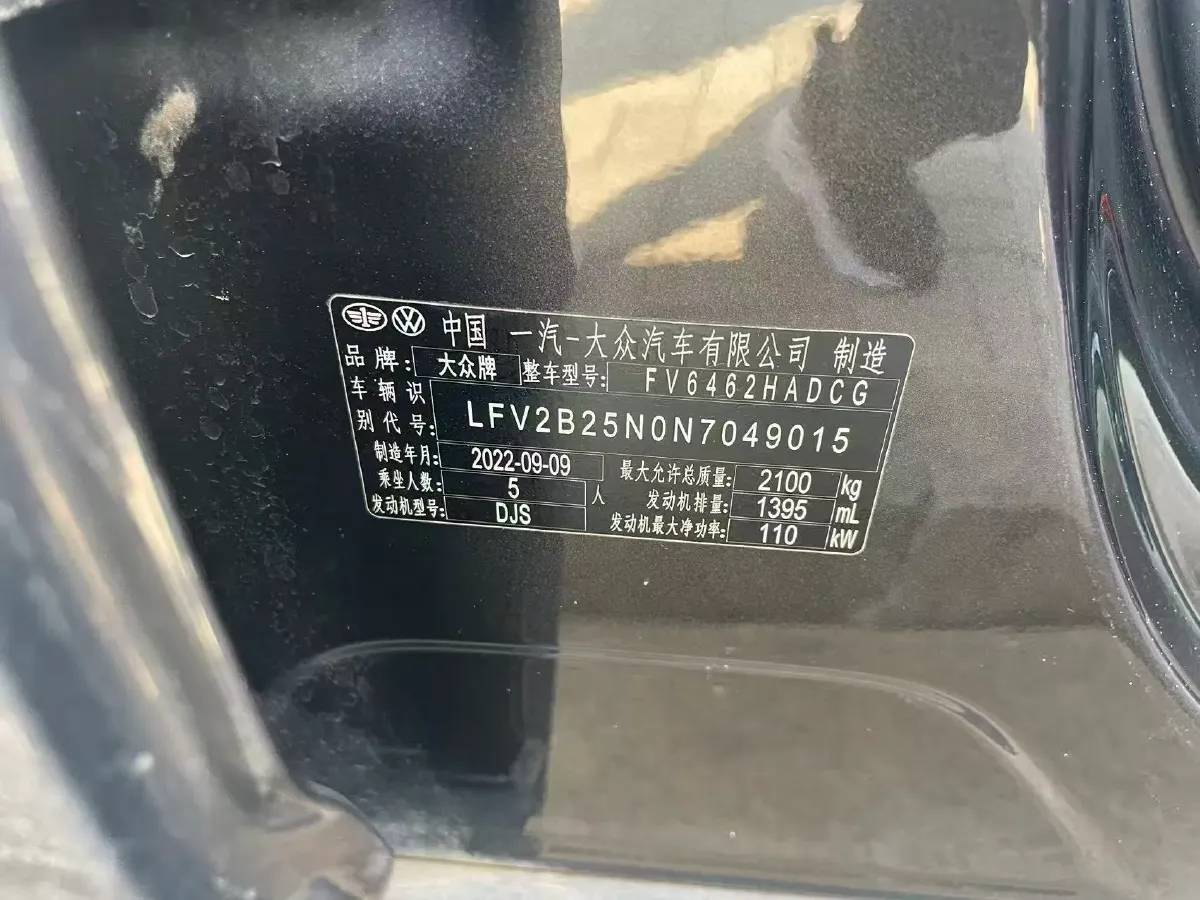 中国 一汽-大众汽车有限公司 制造
品牌: 大众牌 整车型号: FV6462HADCG
车辆识
别代号: LFV2B25N0N7049015
制造年月: 2022-09-09 最大允许总质量: 2100 kg
乘坐人数: 5 人 发动机排量: 1395 mL
发动机型号: DJS 发动机最大净功率: 110 kW